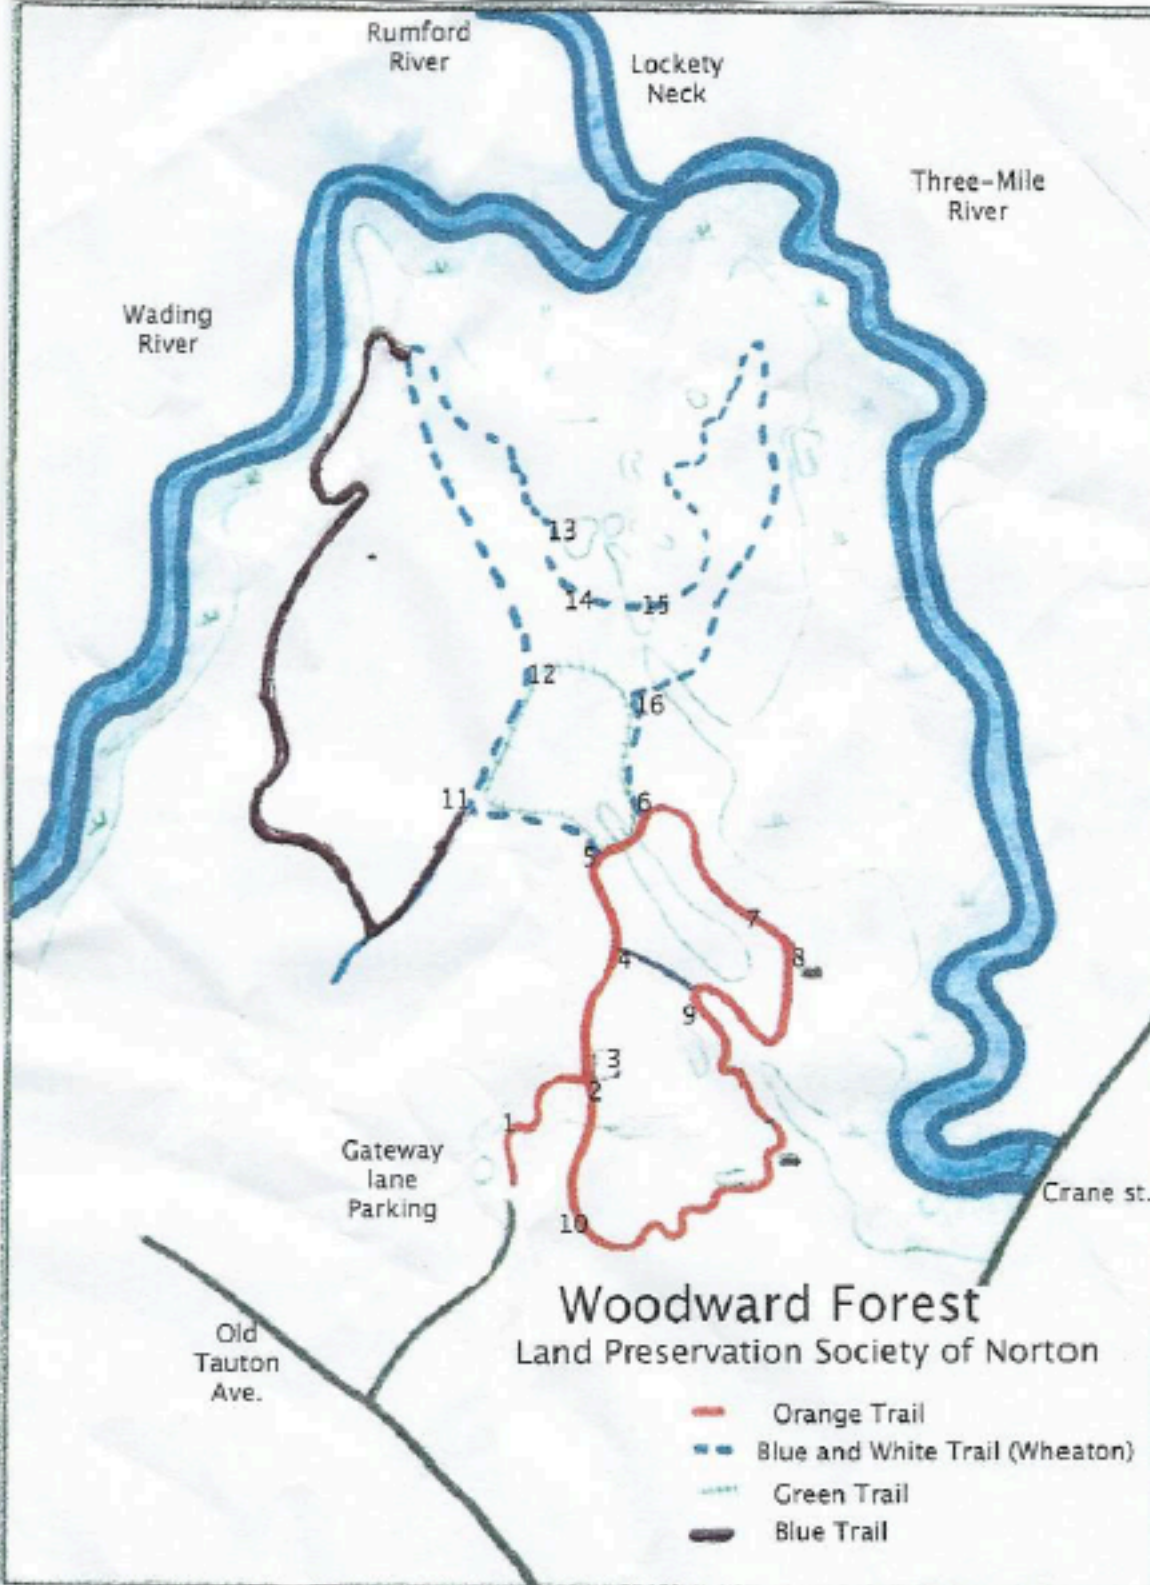 Rumford
River
Lockety
Neck
Three-Mile
River
Wading
River
13
14
15
12
16
11
6
5
7
4
8
9
3
2
1
Gateway
lane
Parking
10
Crane st.
Woodward Forest
Land Preservation Society of Norton
Old
Tauton
Ave.
Orange Trail
Blue and White Trail (Wheaton)
Green Trail
Blue Trail